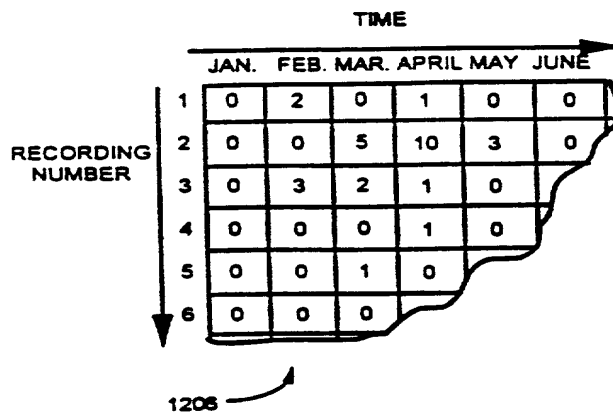 TIME
JAN. FEB. MAR. APRIL MAY JUNE
1 0 2 0 1 0 0
2 0 0 5 10 3 0
RECORDING
NUMBER
3 0 3 2 1 0
4 0 0 0 1 0
5 0 0 1 0
6 0 0 0
1206